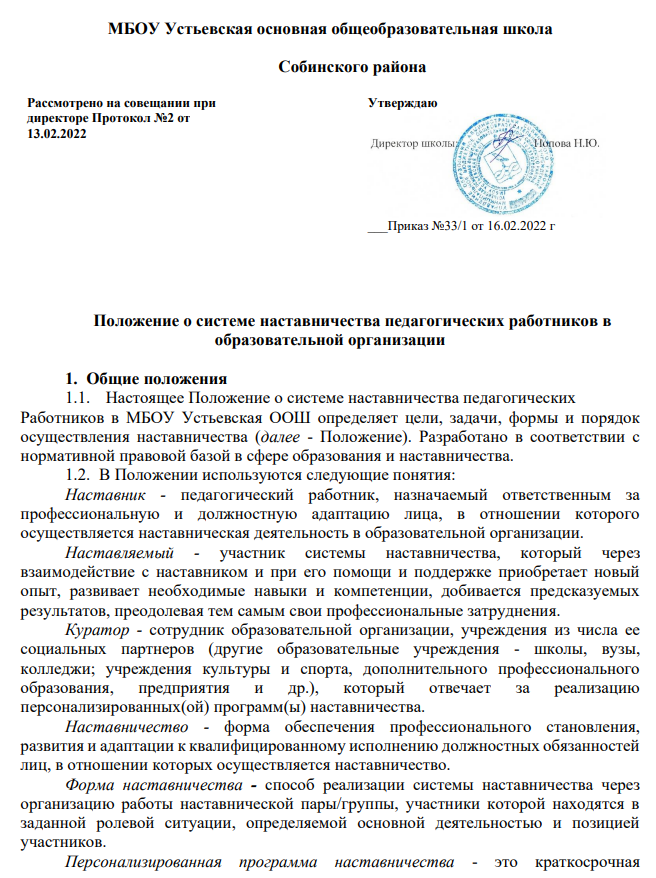 МБОУ Устьевская основная общеобразовательная школа
Собинского района
Рассмотрено на совещании при
директоре Протокол №2 от
13.02.2022
Утверждаю
Директор школы: Попова Н.Ю.
___Приказ №33/1 от 16.02.2022 г
Положение о системе наставничества педагогических работников в
образовательной организации
1. Общие положения
1.1. Настоящее Положение о системе наставничества педагогических
Работников в МБОУ Устьевская ООШ определяет цели, задачи, формы и порядок
осуществления наставничества (далее - Положение). Разработано в соответствии с
нормативной правовой базой в сфере образования и наставничества.
1.2. В Положении используются следующие понятия:
Наставник - педагогический работник, назначаемый ответственным за
профессиональную и должностную адаптацию лица, в отношении которого
осуществляется наставническая деятельность в образовательной организации.
Наставляемый - участник системы наставничества, который через
взаимодействие с наставником и при его помощи и поддержке приобретает новый
опыт, развивает необходимые навыки и компетенции, добивается предсказуемых
результатов, преодолевая тем самым свои профессиональные затруднения.
Куратор - сотрудник образовательной организации, учреждения из числа ее
социальных партнеров (другие образовательные учреждения - школы, вузы,
колледжи; учреждения культуры и спорта, дополнительного профессионального
образования, предприятия и др.), который отвечает за реализацию
персонализированных(ой) программ(ы) наставничества.
Наставничество - форма обеспечения профессионального становления,
развития и адаптации к квалифицированному исполнению должностных обязанностей
лиц, в отношении которых осуществляется наставничество.
Форма наставничества - способ реализации системы наставничества через
организацию работы наставнической пары/группы, участники которой находятся в
заданной ролевой ситуации, определяемой основной деятельностью и позицией
участников.
Персонализированная программа наставничества - это краткосрочная